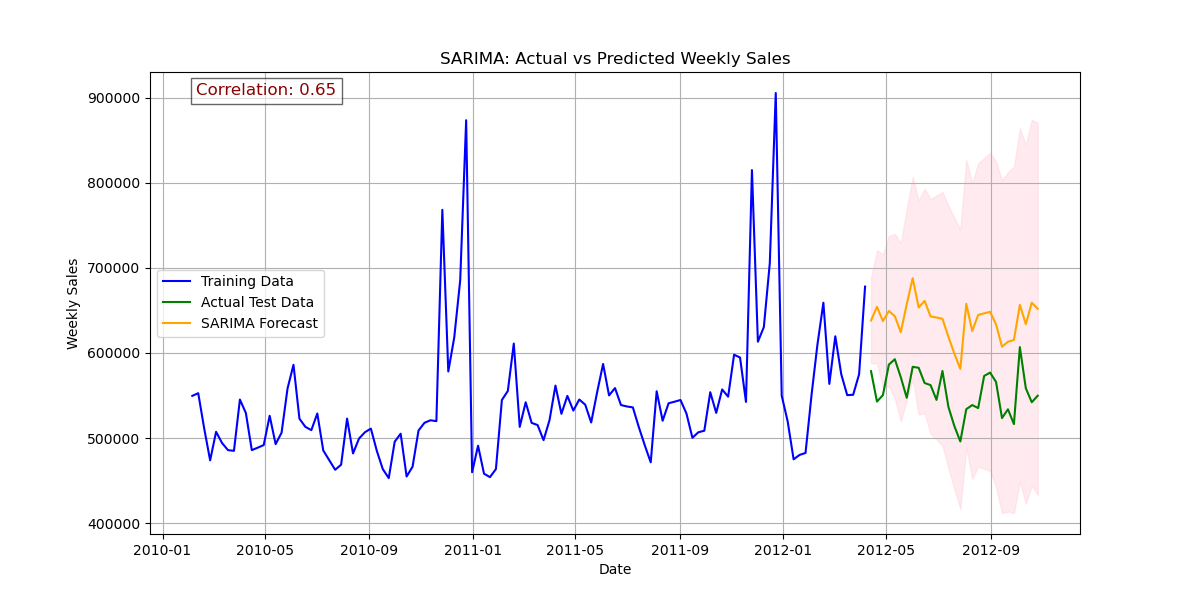 SARIMA: Actual vs Predicted Weekly Sales
Correlation: 0.65
900000
800000
700000
600000
500000
400000
Weekly Sales
Training Data
Actual Test Data
SARIMA Forecast
2010-01 2010-05 2010-09 2011-01 2011-05 2011-09 2012-01 2012-05 2012-09
Date